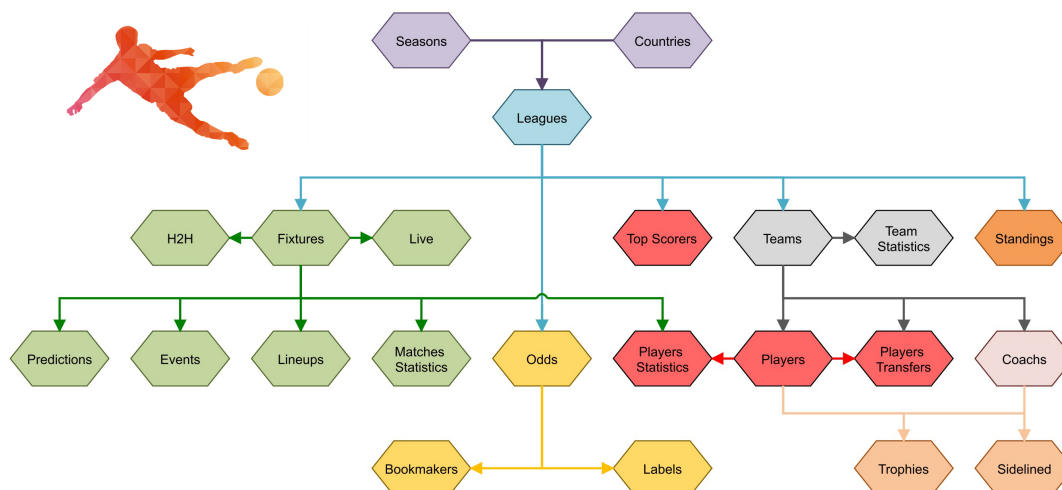 Seasons
Countries
Leagues
H2H
Fixtures
Live
Top Scorers
Teams
Team
Statistics
Standings
Predictions
Events
Lineups
Matches
Statistics
Odds
Players
Statistics
Players
Players
Transfers
Coachs
Bookmakers
Labels
Trophies
Sidelined